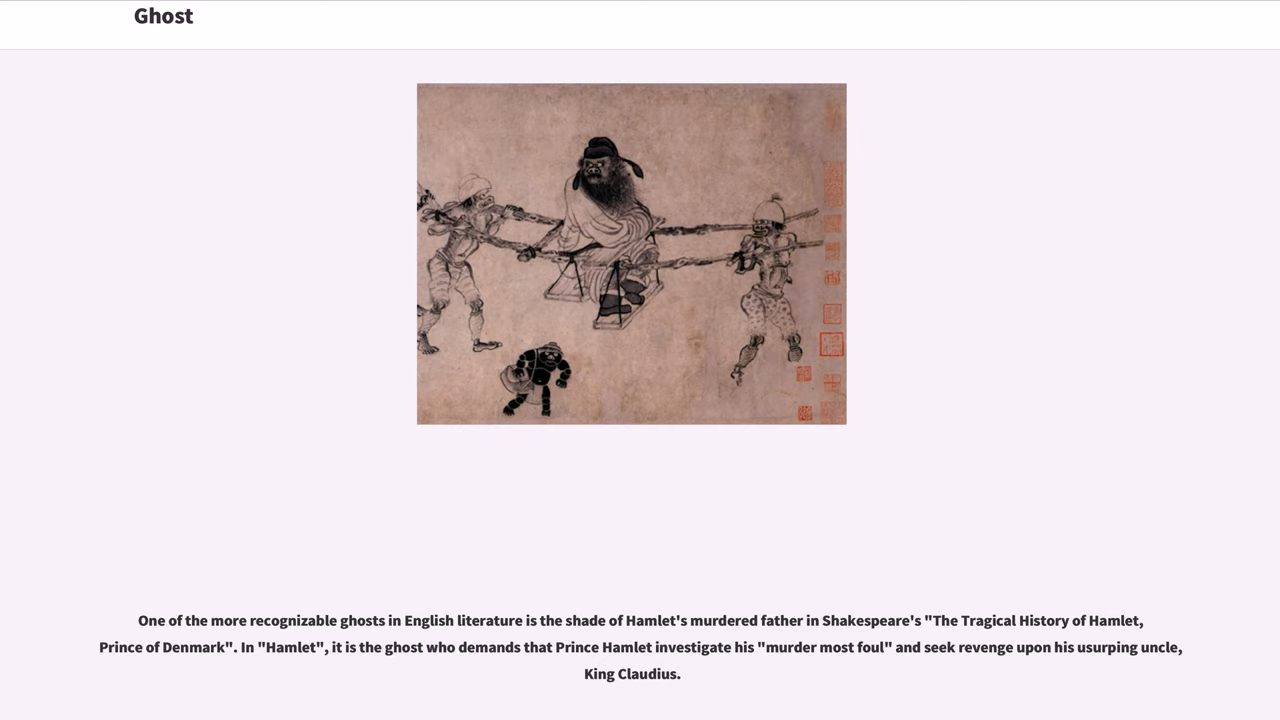 Ghost
One of the more recognizable ghosts in English literature is the shade of Hamlet's murdered father in Shakespeare's "The Tragical History of Hamlet,
Prince of Denmark". In "Hamlet", it is the ghost who demands that Prince Hamlet investigate his "murder most foul" and seek revenge upon his usurping uncle,
King Claudius.